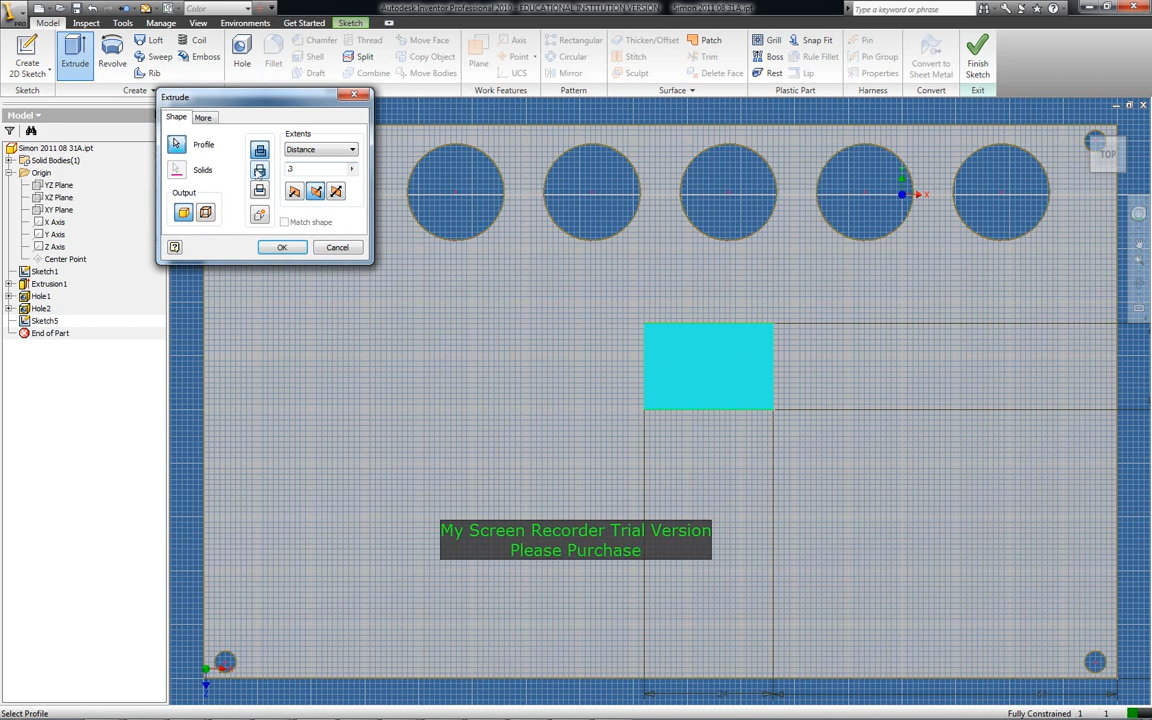 Color
Autodesk Inventor Professional 2010 - EDUCATIONAL INSTITUTION VERSION
Simon 2011 08 31A.ipt
Type a keyword or phrase
PRO
Model Inspect Tools Manage View Environments Get Started Sketch
Create
2D Sketch
Extrude
Revolve
Loft
Sweep
Rib
Coil
Emboss
Hole
Fillet
Chamfer
Shell
Draft
Thread
Split
Combine
Move Face
Copy Object
Move Bodies
Plane
Axis
Point
UCS
Rectangular
Circular
Mirror
Thicken/Offset
Stitch
Sculpt
Patch
Trim
Delete Face
Grill
Boss
Rest
Snap Fit
Rule Fillet
Lip
Pin
Pin Group
Properties
Convert to
Sheet Metal
Finish
Sketch
Sketch
Create
Work Features
Pattern
Surface
Plastic Part
Harness
Convert
Exit
Model
Simon 2011 08 31A.ipt
Solid Bodies(1)
Origin
YZ Plane
XZ Plane
XY Plane
X Axis
Y Axis
Z Axis
Center Point
Sketch1
Extrusion1
Hole1
Hole2
Sketch5
End of Part
Extrude
Shape More
Profile
Solids
Output
Extents
Distance
.3
Match shape
OK Cancel
TOP
X
My Screen Recorder Trial Version
Please Purchase
Z
.24
Select Profile
Fully Constrained 1 1